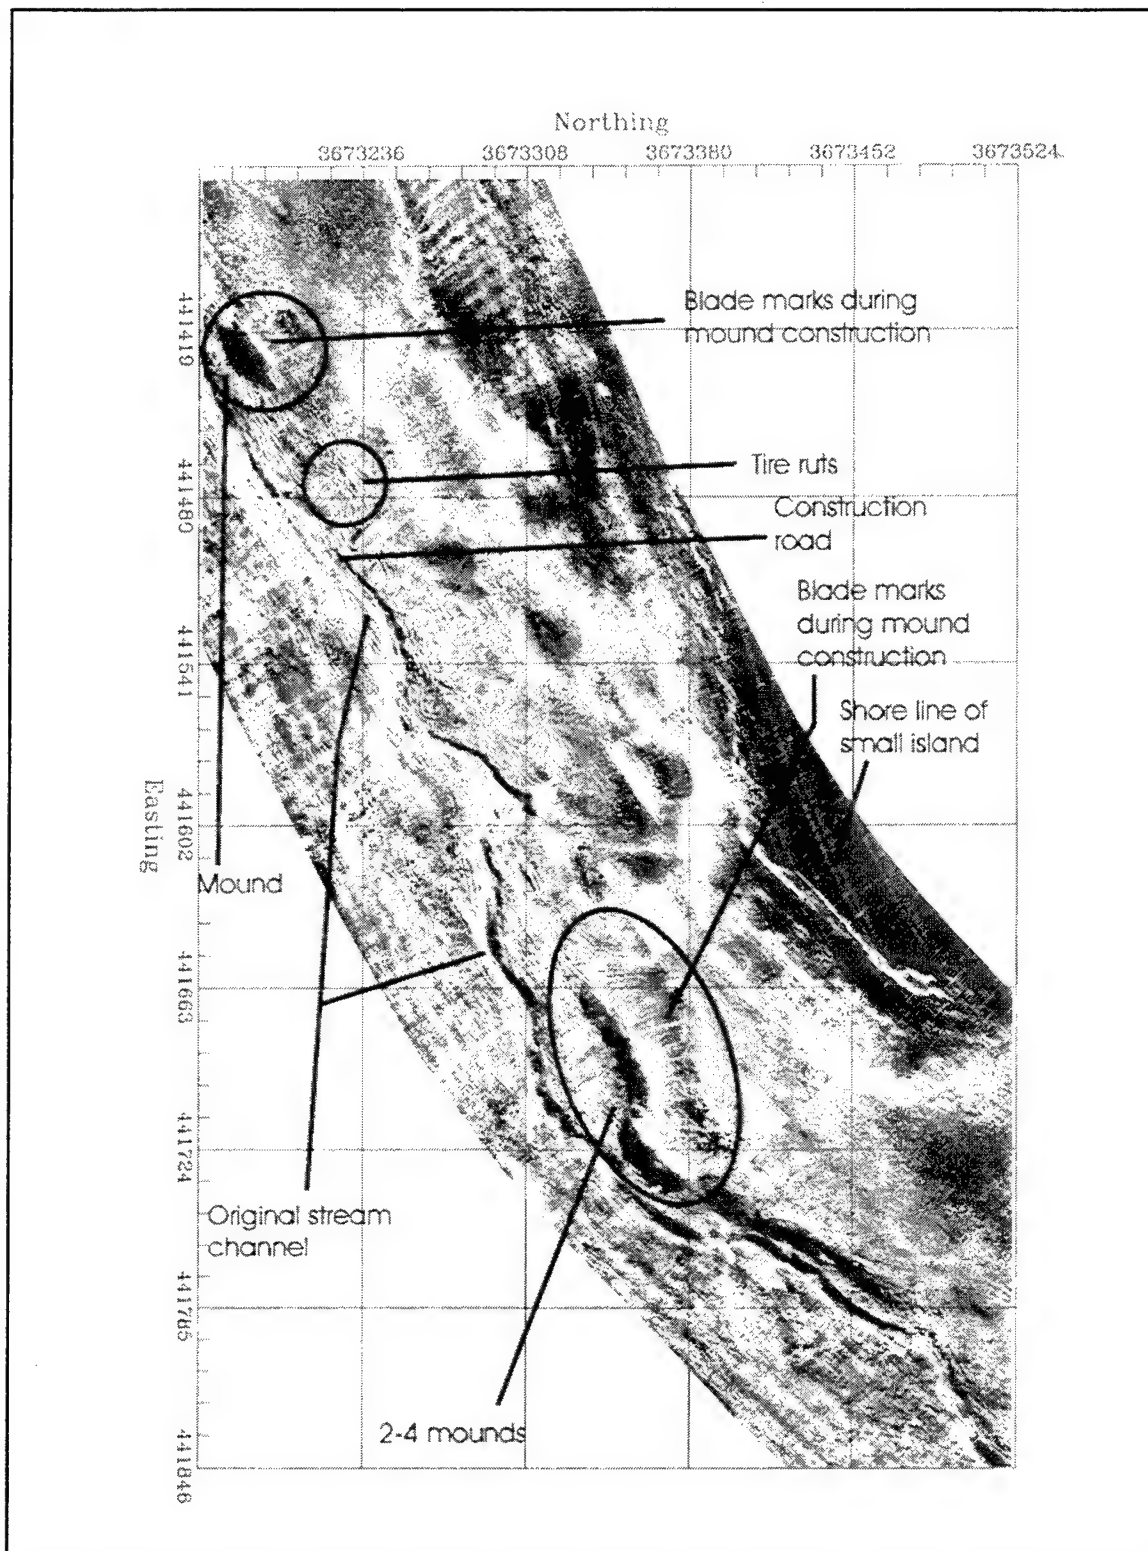 Northing
3673236 3673308 3673380 3673452 3673524
Blade marks during
mound construction
441419
Tire ruts
441480
Construction
road
Blade marks
during mound
construction
441541
Shore line of
small island
Easting
441602
Mound
441663
441724
Original stream
channel
441785
2-4 mounds
441846